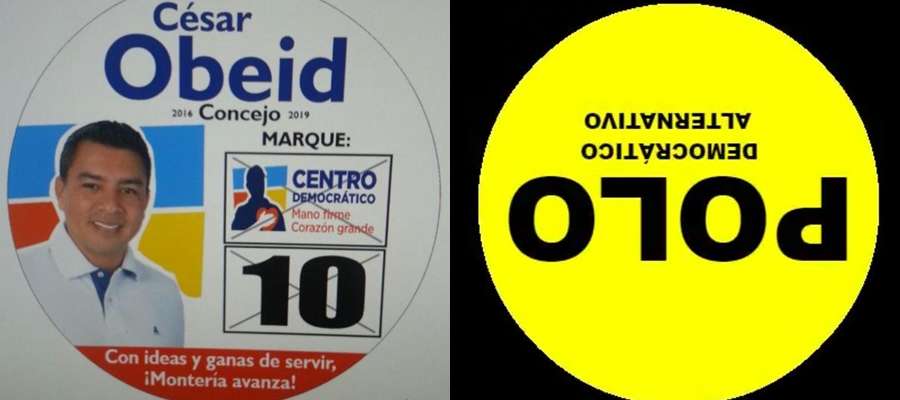 César
Obeid
2016 Concejo 2019
MARQUE:
CENTRO
DEMOCRÁTICO
Mano firme
Corazón grande
10
Con ideas y ganas de servir,
¡Montería avanza!
POLO
DEMOCRÁTICO
ALTERNATIVO